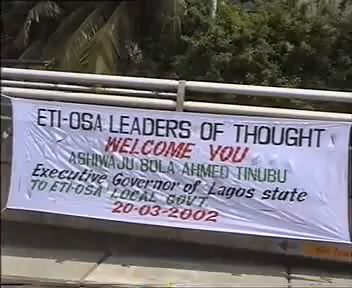 ETI-OSA LEADERS OF THOUGHT
WELCOME YOU
ASHIWAJU BOLA AHMED TINUBU
Executive Governor of Lagos state
TO ETI-OSA LOCAL GOVT.
20-03-2002